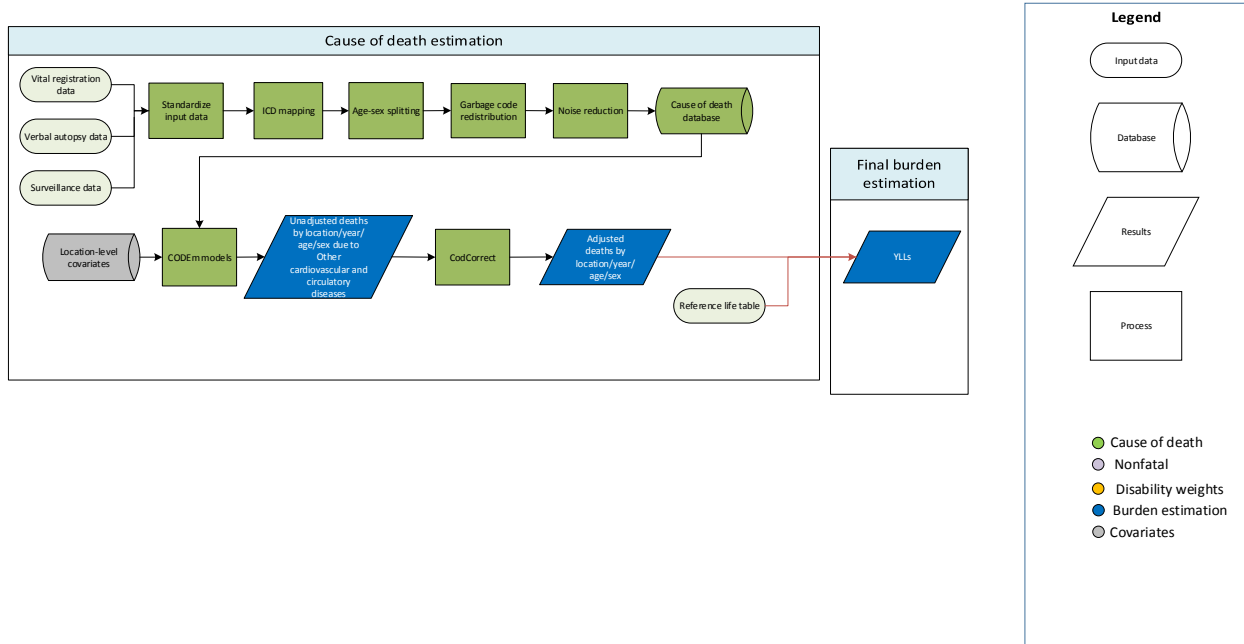 Cause of death estimation
Vital registration
data
Verbal autopsy data
Surveillance data
Standardize
input data
ICD mapping
Age-sex splitting
Garbage code
redistribution
Noise reduction
Cause of death
database
Location-level
covariates
CODEm models
Unadjusted deaths
by location/year/
age/sex due to
Other
cardiovascular and
circulatory
diseases
CodCorrect
Adjusted
deaths by
location/year/
age/sex
Reference life table
Final burden
estimation
YLLs
Legend
Input data
Database
Results
Process
Cause of death
Nonfatal
Disability weights
Burden estimation
Covariates